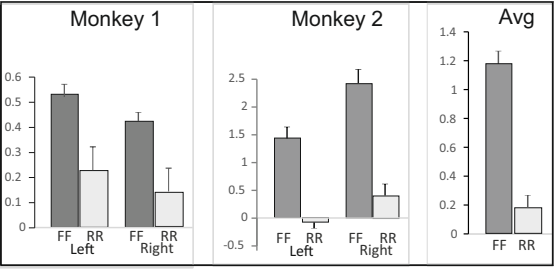 Monkey 1
0.6
0.5
0.4
0.3
0.2
0.1
0
FF RR FF RR
Left Right
Monkey 2
2.5
2
1.5
1
0.5
0
-0.5
FF RR FF RR
Left Right
Avg
1.4
1.2
1
0.8
0.6
0.4
0.2
0
FF RR